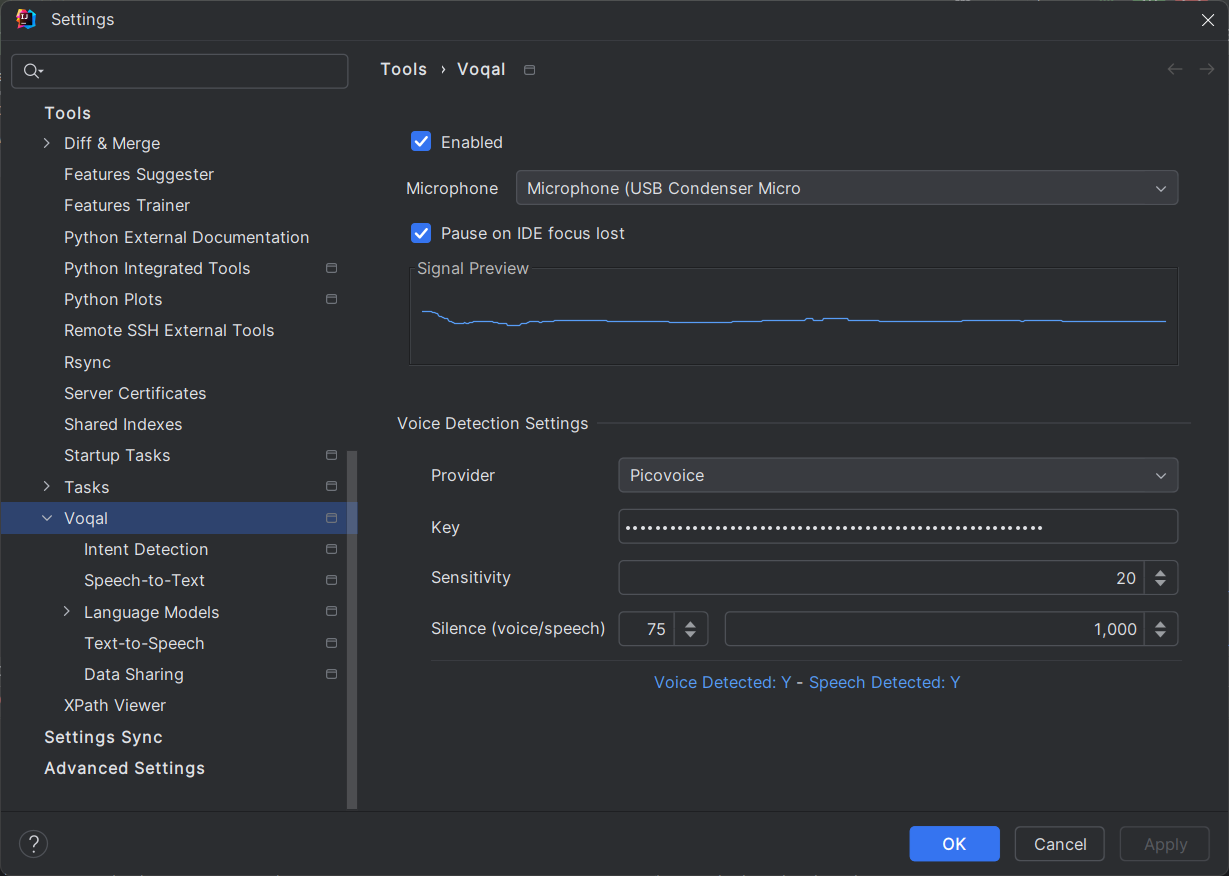 Settings
Tools
Diff & Merge
Features Suggester
Features Trainer
Python External Documentation
Python Integrated Tools
Python Plots
Remote SSH External Tools
Rsync
Server Certificates
Shared Indexes
Startup Tasks
Tasks
Voqal
Intent Detection
Speech-to-Text
Language Models
Text-to-Speech
Data Sharing
XPath Viewer
Settings Sync
Advanced Settings
Tools › Voqal
Enabled
Microphone Microphone (USB Condenser Micro
Pause on IDE focus lost
Signal Preview
Voice Detection Settings
Provider Picovoice
Key
Sensitivity 20
Silence (voice/speech) 75 1,000
Voice Detected: Y - Speech Detected: Y
? OK Cancel Apply